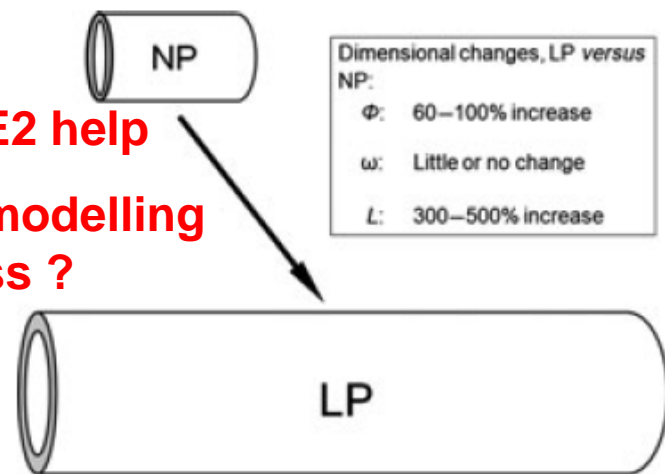 NP
Dimensional changes, LP versus
NP:
Φ: 60–100% increase
ω: Little or no change
L: 300–500% increase
E2 help
modelling
ss ?
LP